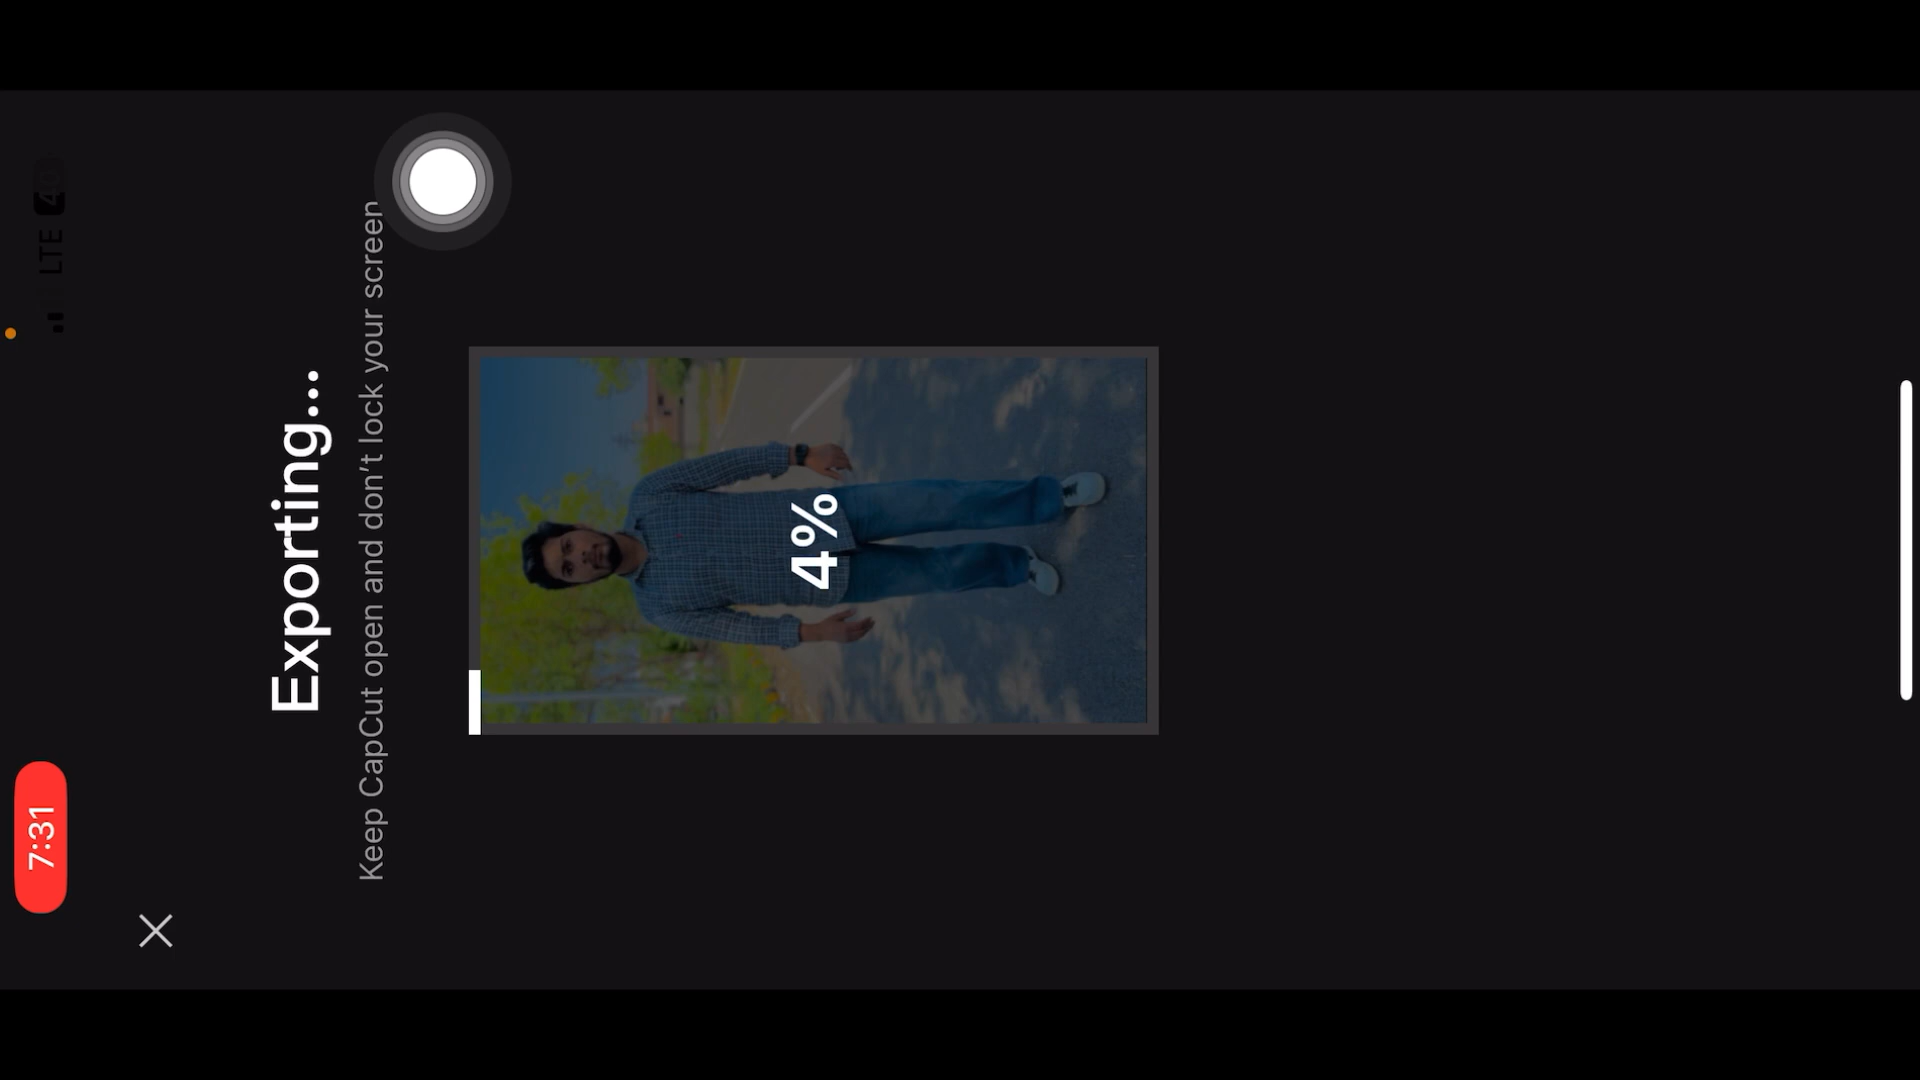 7:31
LTE
Exporting...
Keep CapCut open and don't lock your screen
4%